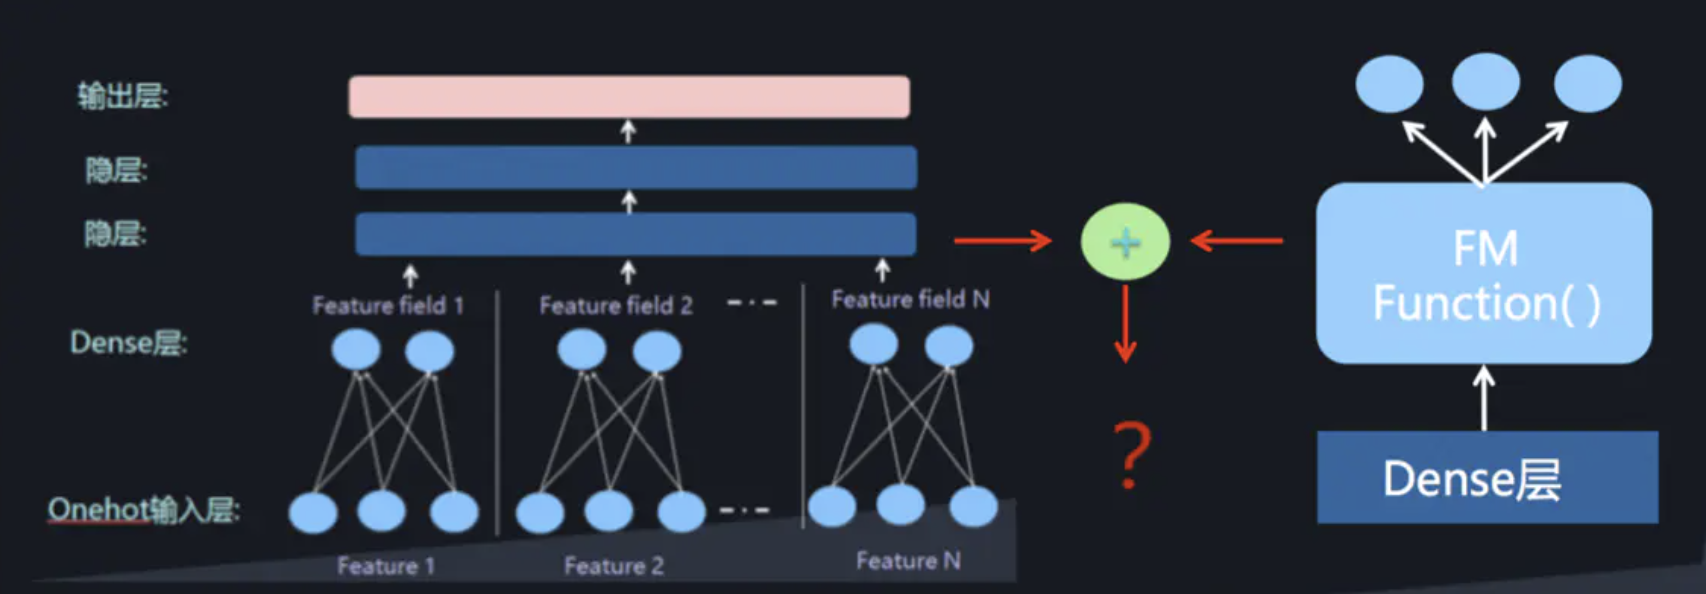 输出层:
隐层:
隐层:
Feature field 1
Feature field 2
Feature field N
Dense层:
Onehot输入层:
Feature 1
Feature 2
Feature N
+
?
FM
Function( )
Dense层